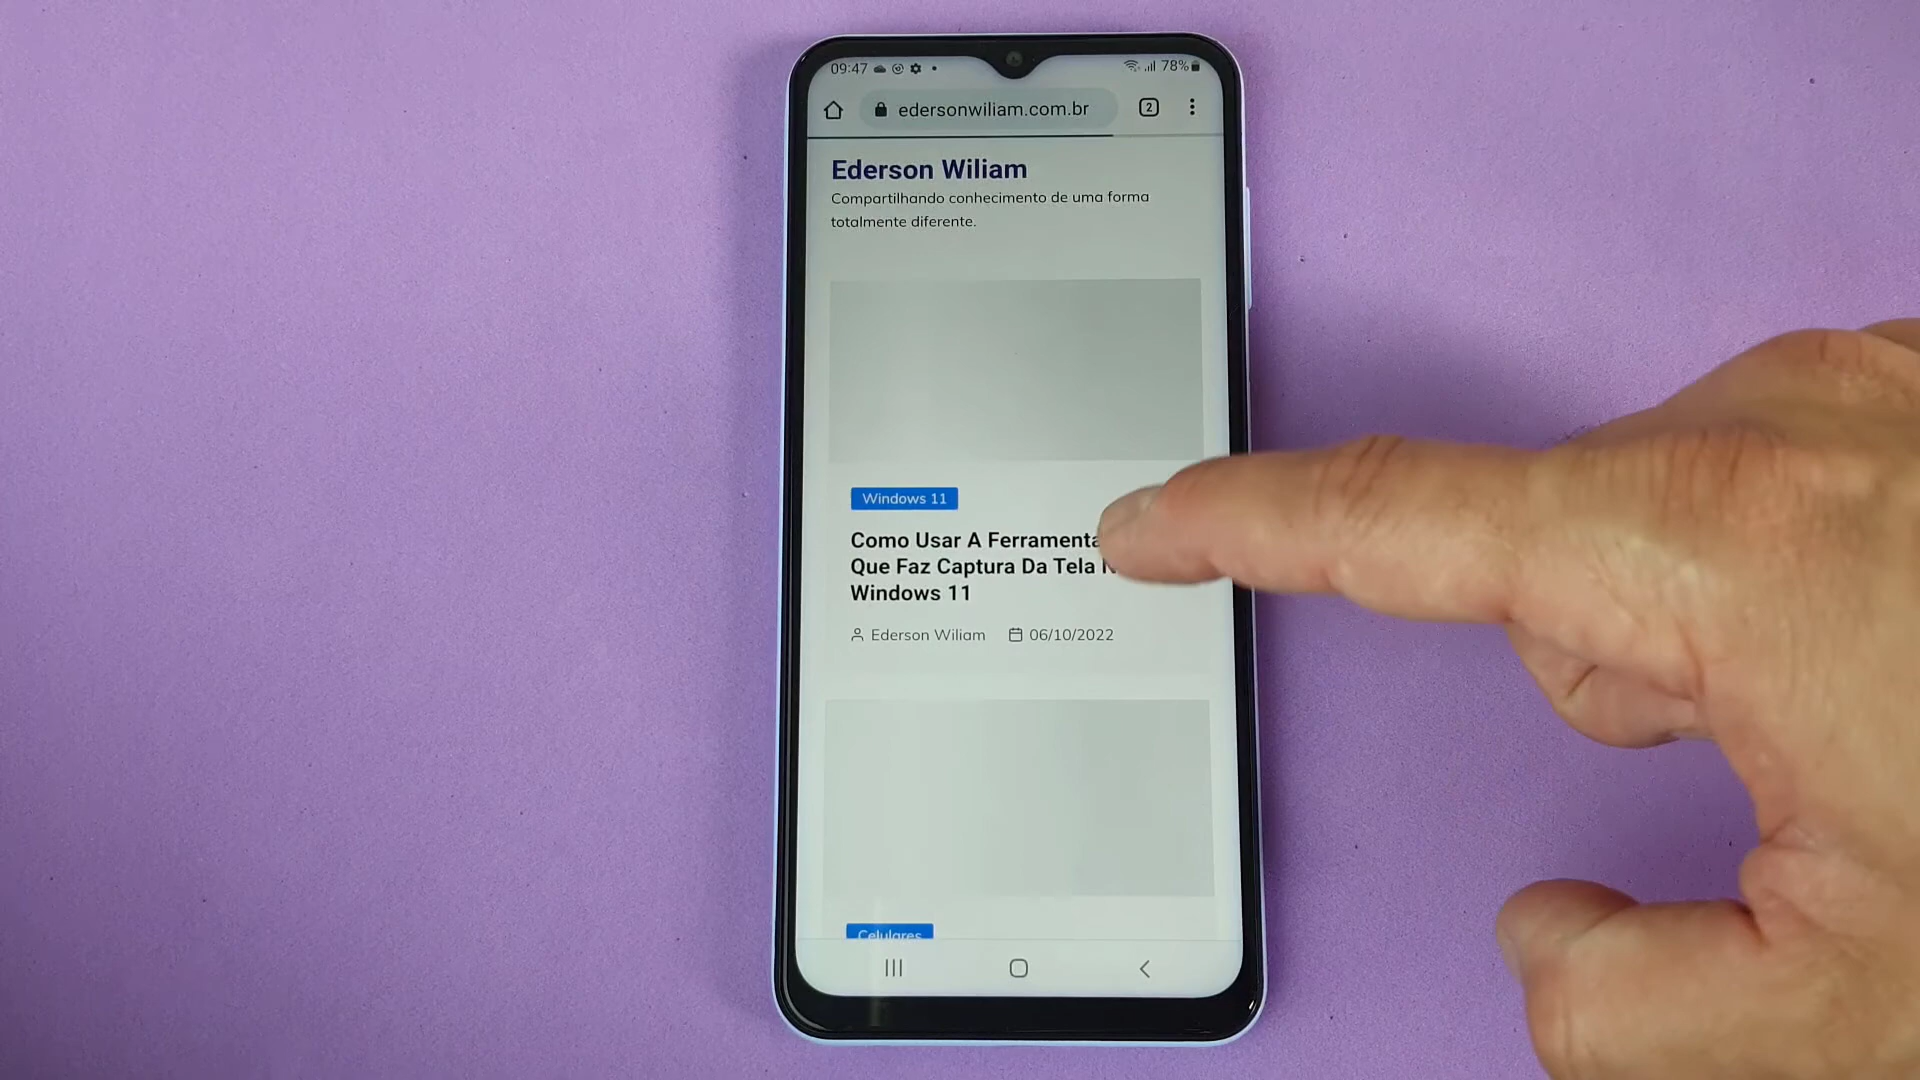 09:47
78%
edersonwiliam.com.br
2
Ederson Wiliam
Compartilhando conhecimento de uma forma
totalmente diferente.
Windows 11
Como Usar A Ferramenta
Que Faz Captura Da Tela
Windows 11
Ederson Wiliam 06/10/2022
Celulares